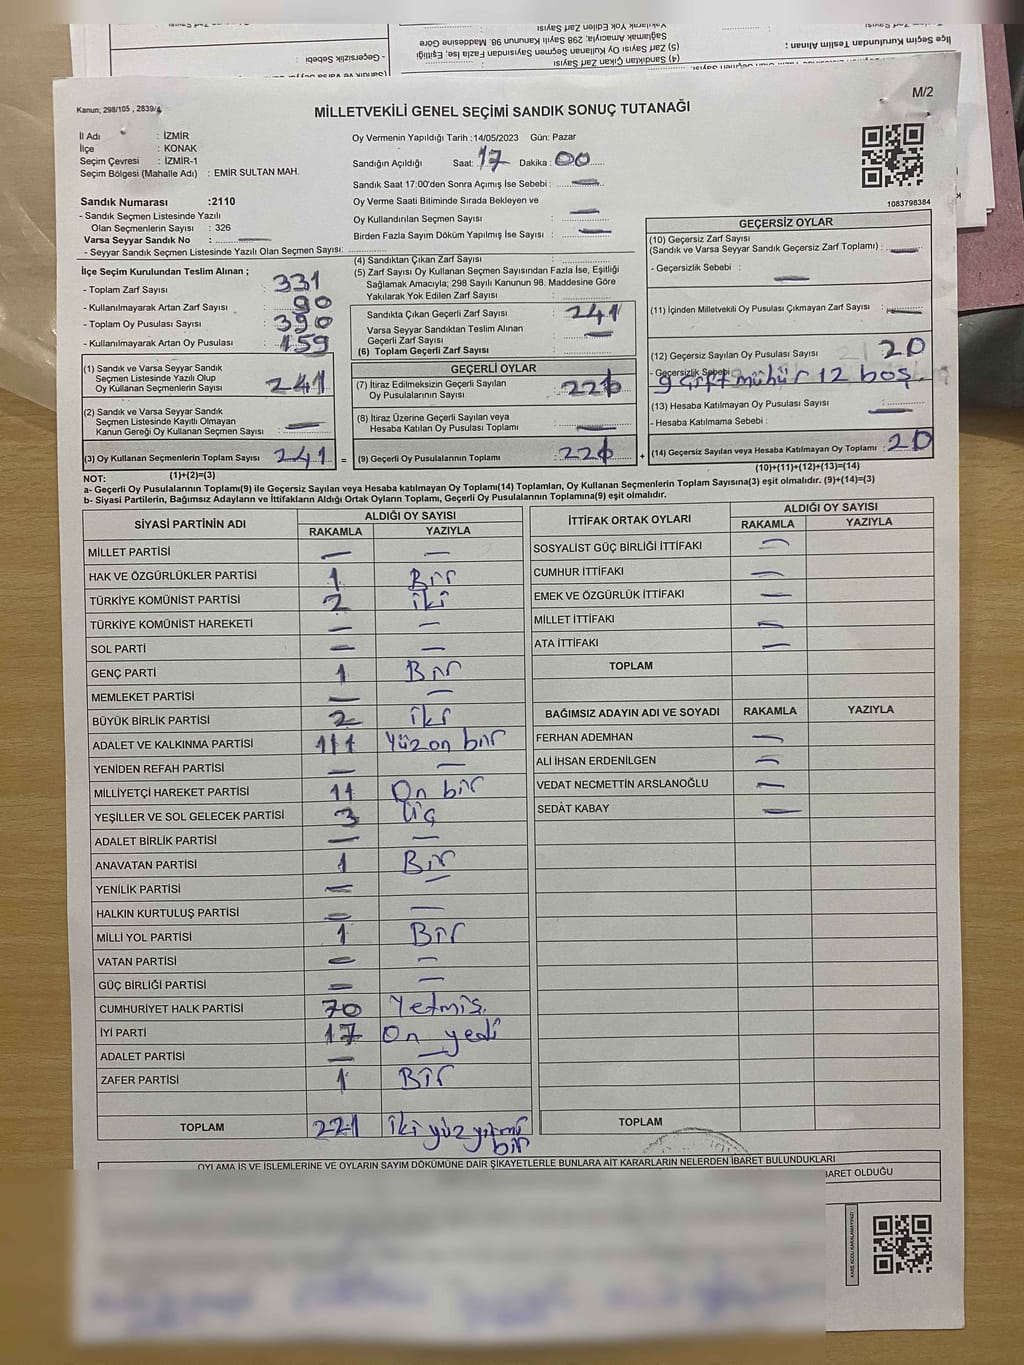 M/2
Kanun; 298/105 , 2839/4
MİLLETVEKİLİ GENEL SEÇİMİ SANDIK SONUÇ TUTANAĞI
İl Adı : İZMİR
İlçe : KONAK
Seçim Çevresi : İZMİR-1
Seçim Bölgesi (Mahalle Adı) : EMİR SULTAN MAH.
Sandık Numarası :2110
- Sandık Seçmen Listesinde Yazılı
Olan Seçmenlerin Sayısı : 326
Varsa Seyyar Sandık No : —
- Seyyar Sandık Seçmen Listesinde Yazılı Olan Seçmen Sayısı:
Oy Vermenin Yapıldığı Tarih :14/05/2023 Gün: Pazar
Sandığın Açıldığı Saat: 17 Dakika : 00
Sandık Saat 17:00'den Sonra Açımış İse Sebebi : —
Oy Verme Saati Bitiminde Sırada Bekleyen ve
Oy Kullandırılan Seçmen Sayısı : —
Birden Fazla Sayım Döküm Yapılmış İse Sayısı : —
1083798384
İlçe Seçim Kurulundan Teslim Alınan ;
- Toplam Zarf Sayısı : 331
- Kullanılmayarak Artan Zarf Sayısı : 90
- Toplam Oy Pusulası Sayısı : 390
- Kullanılmayarak Artan Oy Pusulası : 159
(1) Sandık ve Varsa Seyyar Sandık
Seçmen Listesinde Yazılı Olup
Oy Kullanan Seçmenlerin Sayısı : 241
(2) Sandık ve Varsa Seyyar Sandık
Seçmen Listesinde Kayıtlı Olmayan
Kanun Gereği Oy Kullanan Seçmen Sayısı : —
(3) Oy Kullanan Seçmenlerin Toplam Sayısı : 241 =
(1)+(2)=(3)
(4) Sandıktan Çıkan Zarf Sayısı :
(5) Zarf Sayısı Oy Kullanan Seçmen Sayısından Fazla İse, Eşitliği
Sağlamak Amacıyla; 298 Sayılı Kanunun 98. Maddesine Göre
Yakılarak Yok Edilen Zarf Sayısı :
Sandıkta Çıkan Geçerli Zarf Sayısı : 241
Varsa Seyyar Sandıktan Teslim Alınan
Geçerli Zarf Sayısı : —
(6) Toplam Geçerli Zarf Sayısı :
GEÇERLİ OYLAR
(7) İtiraz Edilmeksizin Geçerli Sayılan
Oy Pusulalarının Sayısı : 221
(8) İtiraz Üzerine Geçerli Sayılan veya
Hesaba Katılan Oy Pusulası Toplamı : —
(9) Geçerli Oy Pusulalarının Toplamı : 221 +
GEÇERSİZ OYLAR
(10) Geçersiz Zarf Sayısı
(Sandık ve Varsa Seyyar Sandık Geçersiz Zarf Toplamı) : —
- Geçersizlik Sebebi : —
(11) İçinden Milletvekili Oy Pusulası Çıkmayan Zarf Sayısı : —
(12) Geçersiz Sayılan Oy Pusulası Sayısı : 20
- Geçersizlik Sebebi
9 çift mühür 12 boş.
(13) Hesaba Katılmayan Oy Pusulası Sayısı : —
- Hesaba Katılmama Sebebi :
(14) Geçersiz Sayılan veya Hesaba Katılmayan Oy Toplamı : 20
(10)+(11)+(12)+(13)=(14)
NOT:
a- Geçerli Oy Pusulalarının Toplamı(9) ile Geçersiz Sayılan veya Hesaba katılmayan Oy Toplamı(14) Toplamları, Oy Kullanan Seçmenlerin Toplam Sayısına(3) eşit olmalıdır. (9)+(14)=(3)
b- Siyasi Partilerin, Bağımsız Adayların ve İttifakların Aldığı Ortak Oyların Toplamı, Geçerli Oy Pusulalarının Toplamına(9) eşit olmalıdır.
SİYASİ PARTİNİN ADI ALDIĞI OY SAYISI
RAKAMLA YAZIYLA
MİLLET PARTİSİ — —
HAK VE ÖZGÜRLÜKLER PARTİSİ 1 Bir
TÜRKİYE KOMÜNİST PARTİSİ 2 iki
TÜRKİYE KOMÜNİST HAREKETİ — —
SOL PARTİ — —
GENÇ PARTİ 1 Bir
MEMLEKET PARTİSİ — —
BÜYÜK BİRLİK PARTİSİ 2 iki
ADALET VE KALKINMA PARTİSİ 111 Yüz on bir
YENİDEN REFAH PARTİSİ — —
MİLLİYETÇİ HAREKET PARTİSİ 11 On bir
YEŞİLLER VE SOL GELECEK PARTİSİ 3 Üç
ADALET BİRLİK PARTİSİ — —
ANAVATAN PARTİSİ 1 Bir
YENİLİK PARTİSİ — —
HALKIN KURTULUŞ PARTİSİ — —
MİLLİ YOL PARTİSİ 1 Bir
VATAN PARTİSİ — —
GÜÇ BİRLİĞİ PARTİSİ — —
CUMHURİYET HALK PARTİSİ 70 Yetmiş.
İYİ PARTİ 17 On yedi
ADALET PARTİSİ — —
ZAFER PARTİSİ 1 Bir
TOPLAM 221 iki yüz yirmi
bir
İTTİFAK ORTAK OYLARI ALDIĞI OY SAYISI
RAKAMLA YAZIYLA
SOSYALİST GÜÇ BİRLİĞİ İTTİFAKI —
CUMHUR İTTİFAKI —
EMEK VE ÖZGÜRLÜK İTTİFAKI —
MİLLET İTTİFAKI —
ATA İTTİFAKI —
TOPLAM
BAĞIMSIZ ADAYIN ADI VE SOYADI RAKAMLA YAZIYLA
FERHAN ADEMHAN —
ALİ İHSAN ERDENİLGEN —
VEDAT NECMETTİN ARSLANOĞLU —
SEDAT KABAY —
TOPLAM
OYLAMA İŞ VE İŞLEMLERİNE VE OYLARIN SAYIM DÖKÜMÜNE DAİR ŞİKAYETLERLE BUNLARA AİT KARARLARIN NELERDEN İBARET BULUNDUKLARI
BARET OLDUĞU